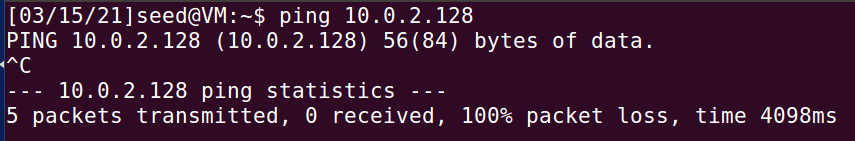 [03/15/21]seed@VM:~$ ping 10.0.2.128
PING 10.0.2.128 (10.0.2.128) 56(84) bytes of data.
^C
--- 10.0.2.128 ping statistics ---
5 packets transmitted, 0 received, 100% packet loss, time 4098ms